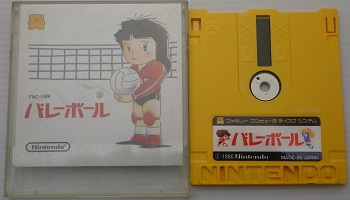 FMC-VBW
バレーボール
Nintendo
ファミリー コンピュータ ディスクシステム
バレーボール
© 1986 Nintendo
MADE IN JAPAN
NINTENDO